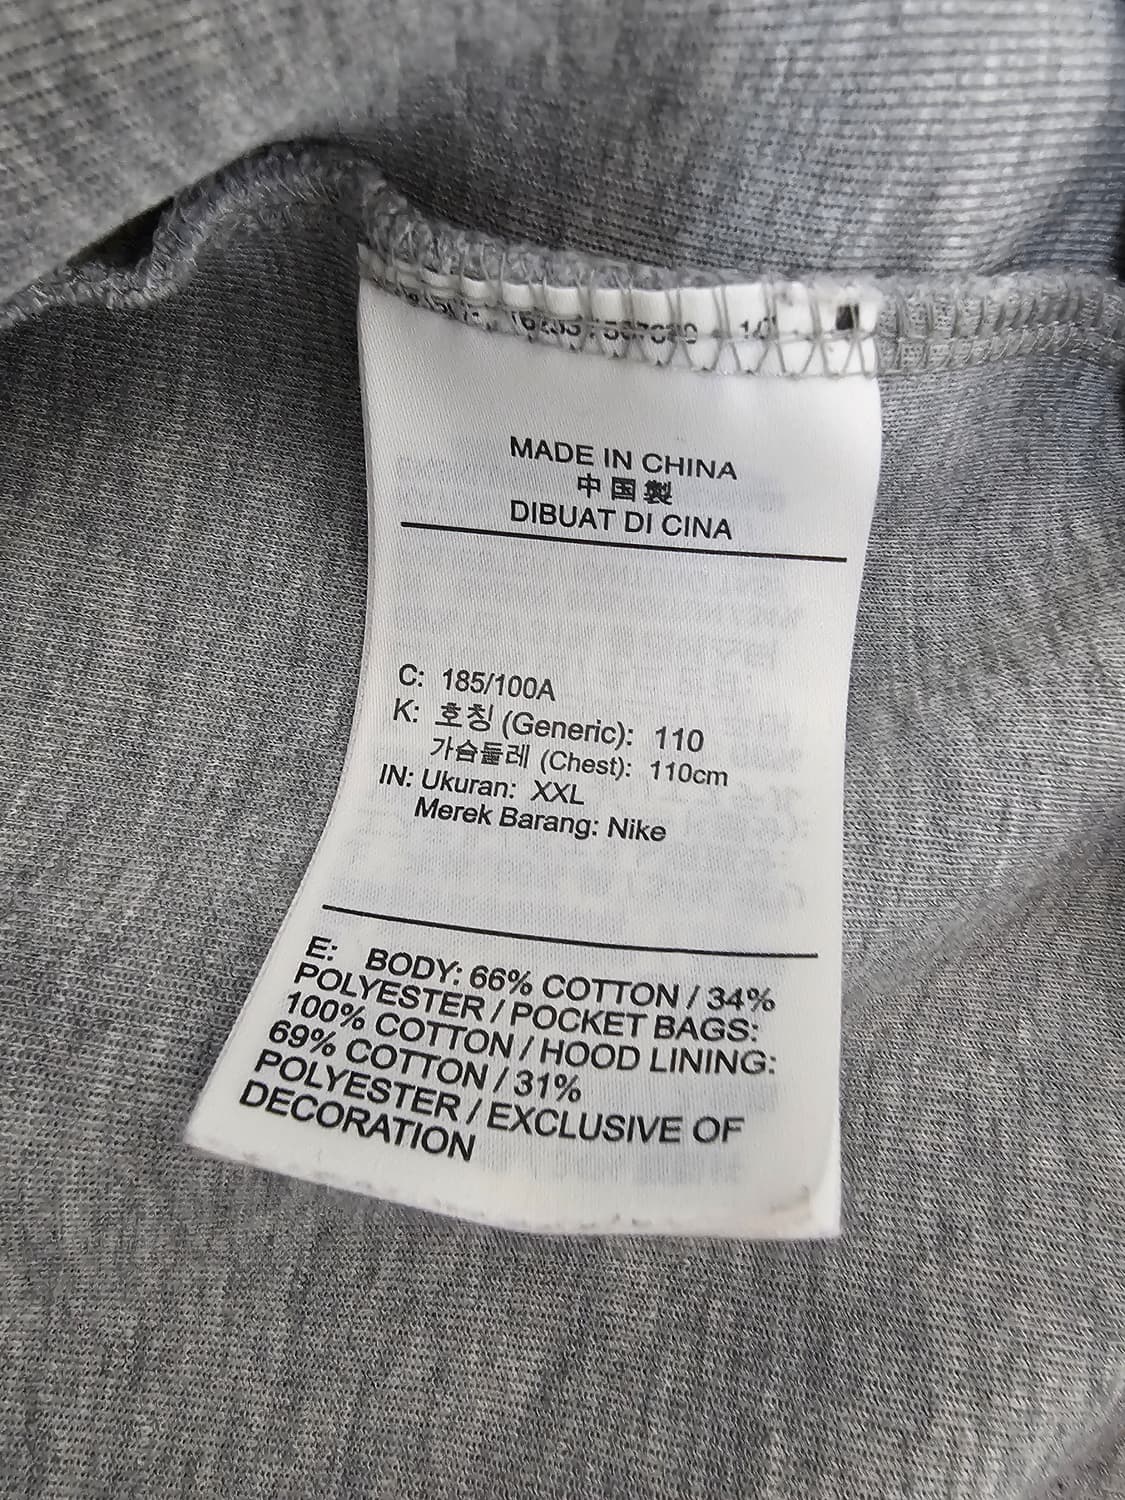 MADE IN CHINA
中国製
DIBUAT DI CINA
C: 185/100A
K: 호칭 (Generic): 110
가슴둘레 (Chest): 110cm
IN: Ukuran: XXL
Merek Barang: Nike
E: BODY: 66% COTTON / 34%
POLYESTER / POCKET BAGS:
100% COTTON / HOOD LINING:
69% COTTON / 31%
POLYESTER / EXCLUSIVE OF
DECORATION